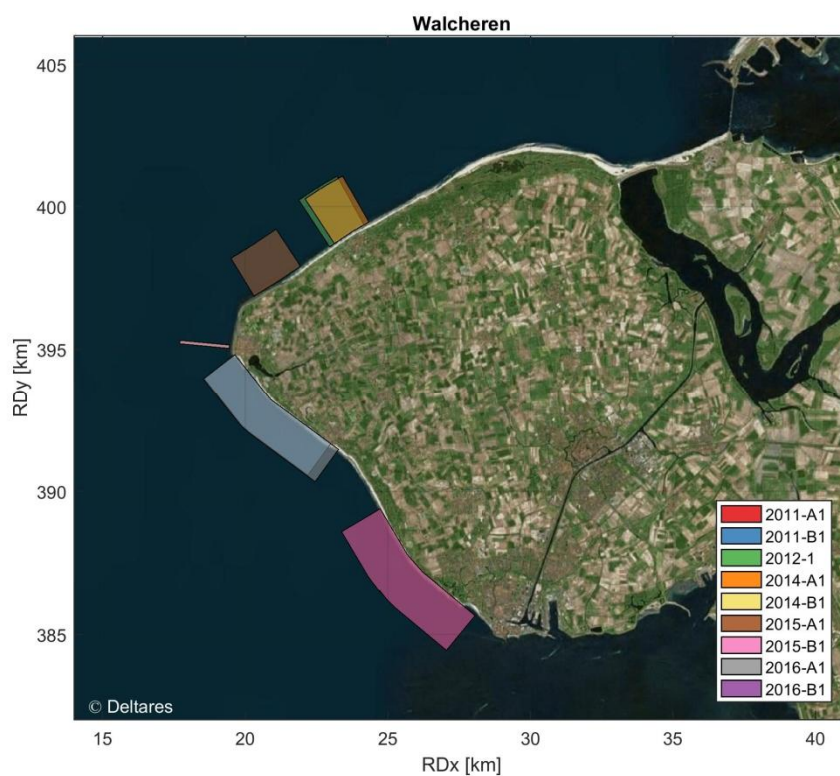 Walcheren
405
400
395
390
385
RDy [km]
15
20
25
30
35
40
RDx [km]
2011-A1
2011-B1
2012-1
2014-A1
2014-B1
2015-A1
2015-B1
2016-A1
2016-B1
© Deltares